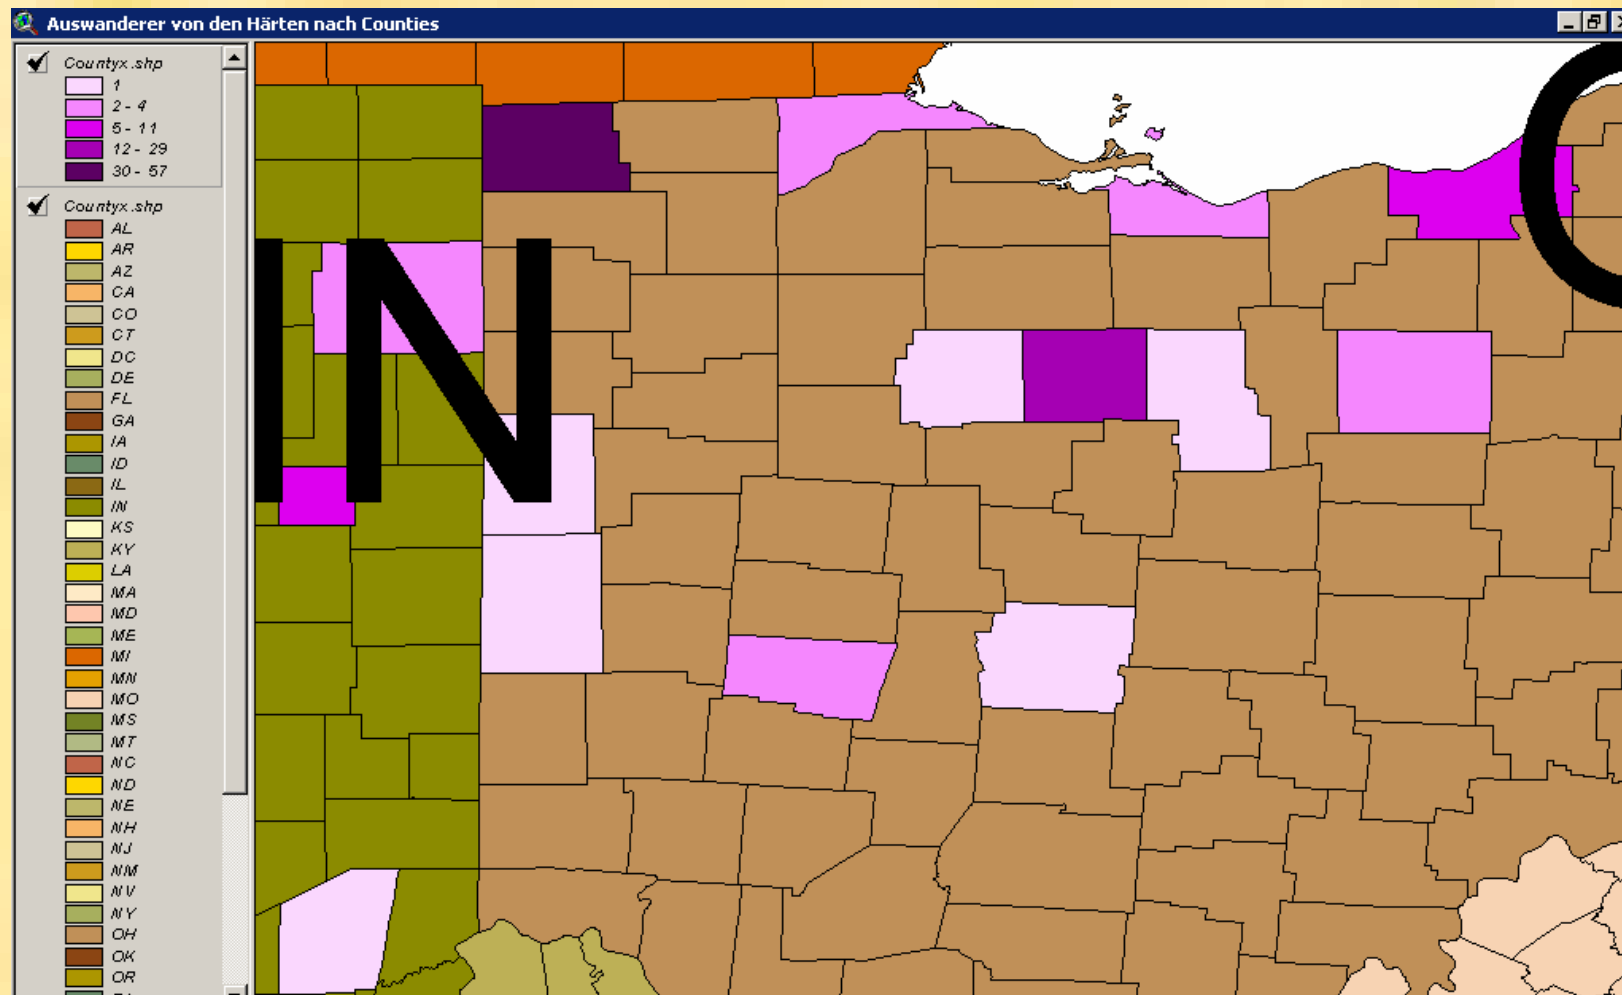 Auswanderer von den Härten nach Counties
Countyx.shp
1
2 - 4
5 - 11
12 - 29
30 - 57
Countyx.shp
AL
AR
AZ
CA
CO
CT
DC
DE
FL
GA
IA
ID
IL
IN
KS
KY
LA
MA
MD
ME
MI
MN
MO
MS
MT
NC
ND
NE
NH
NJ
NM
NV
NY
OH
OK
OR
IN